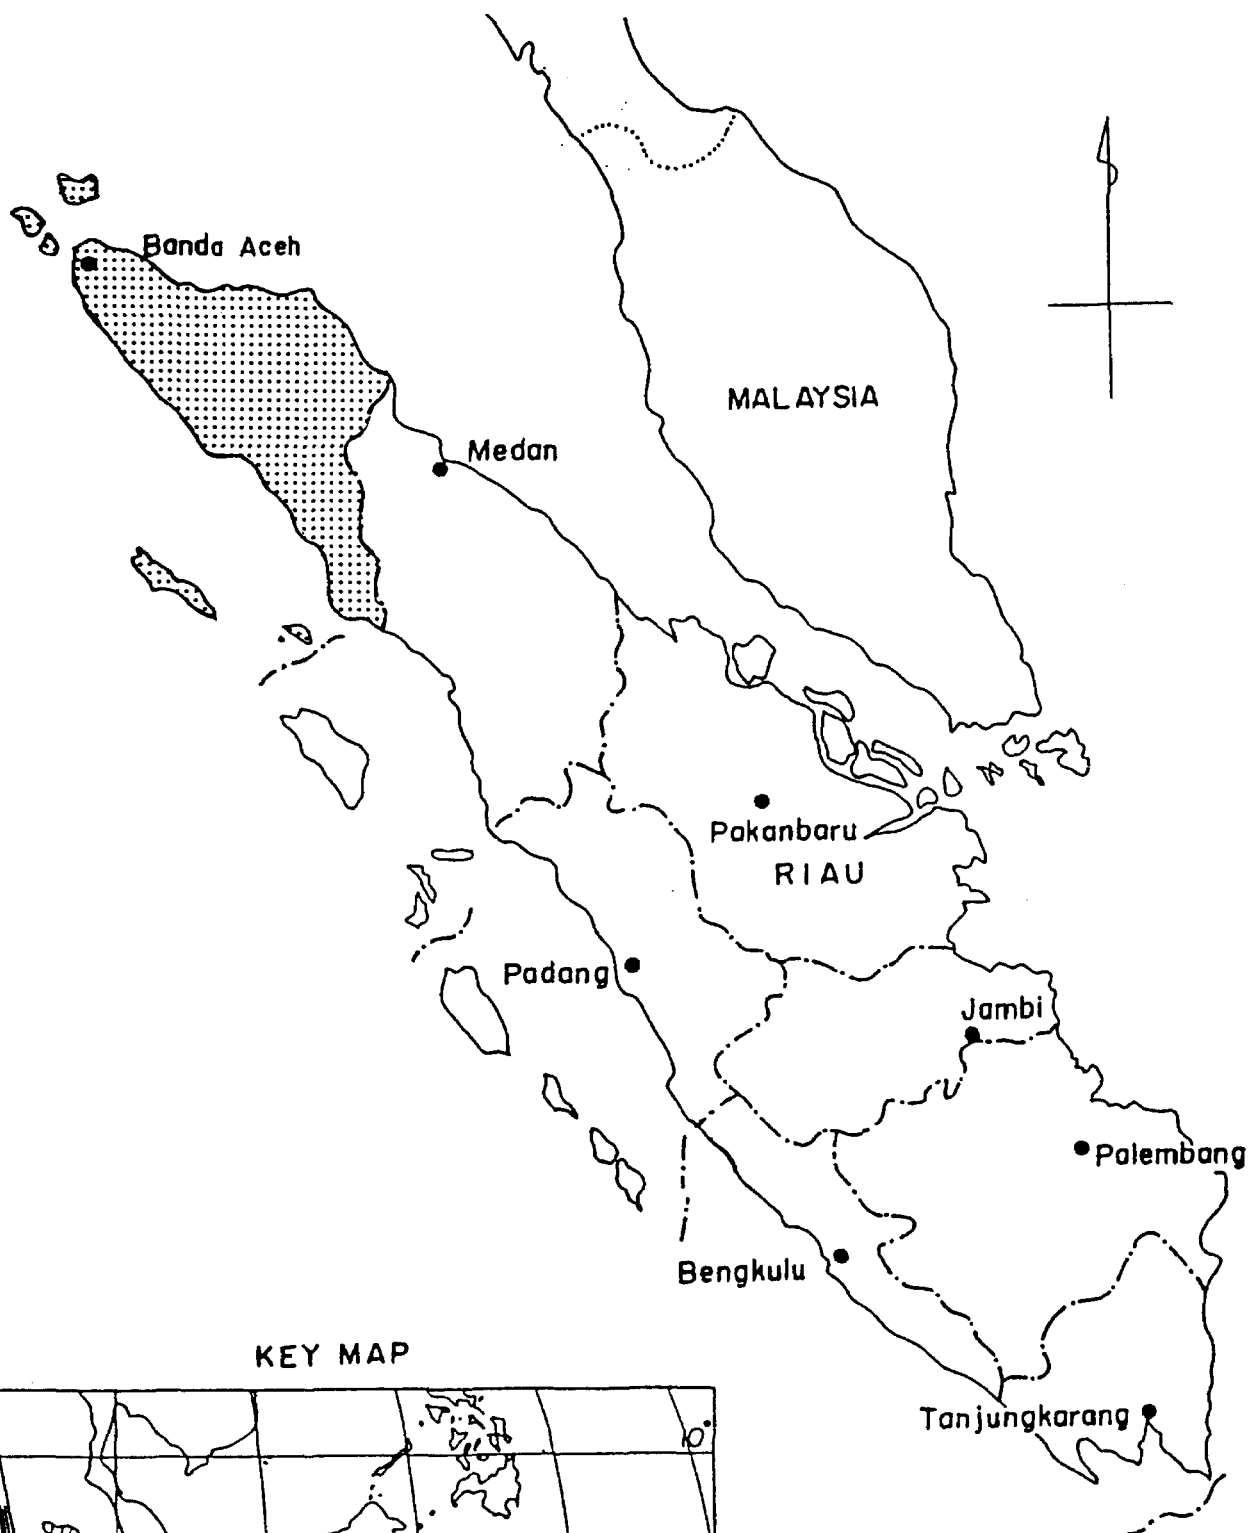 Banda Aceh
MALAYSIA
Medan
Pakanbaru
RIAU
Padang
Jambi
Palembang
Bengkulu
KEY MAP
Tanjungkarang